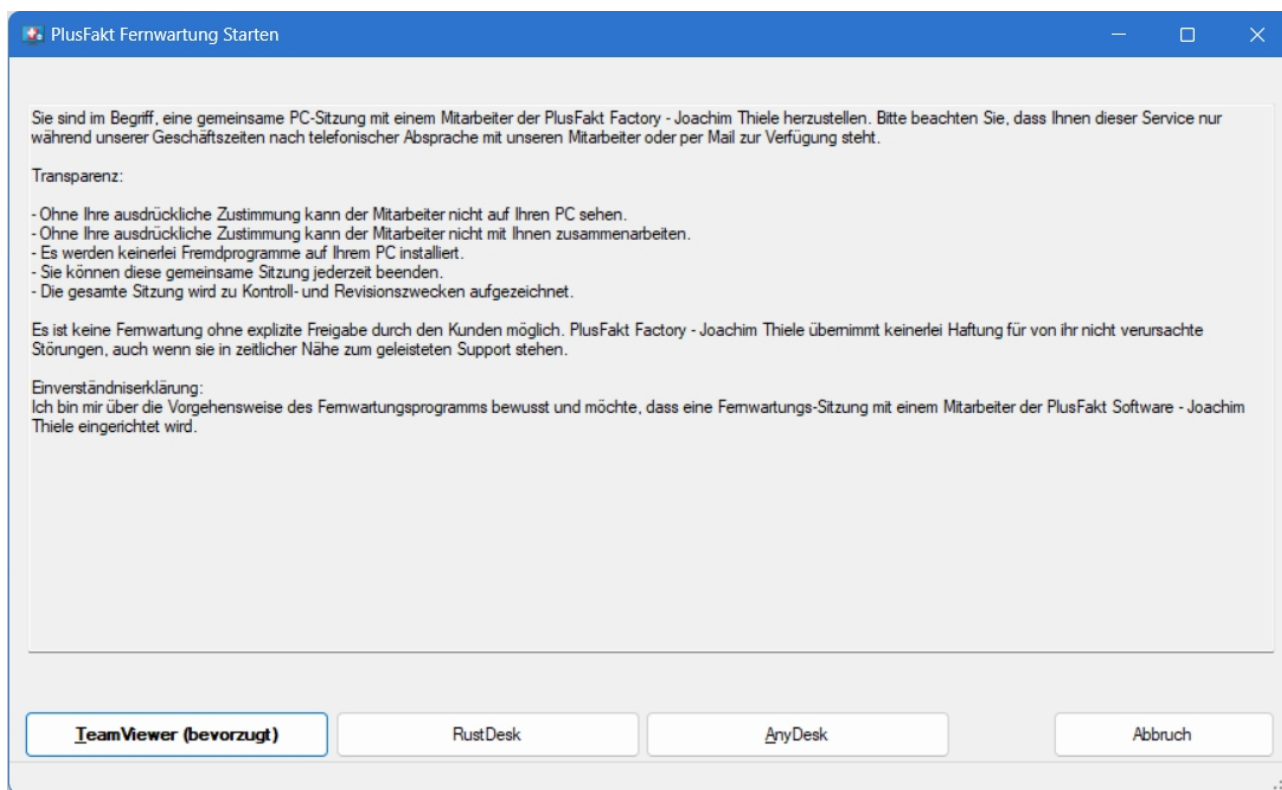 PlusFakt Fernwartung Starten
Sie sind im Begriff, eine gemeinsame PC-Sitzung mit einem Mitarbeiter der PlusFakt Factory - Joachim Thiele herzustellen. Bitte beachten Sie, dass Ihnen dieser Service nur
während unserer Geschäftszeiten nach telefonischer Absprache mit unseren Mitarbeiter oder per Mail zur Verfügung steht.
Transparenz:
- Ohne Ihre ausdrückliche Zustimmung kann der Mitarbeiter nicht auf Ihren PC sehen.
- Ohne Ihre ausdrückliche Zustimmung kann der Mitarbeiter nicht mit Ihnen zusammenarbeiten.
- Es werden keinerlei Fremdprogramme auf Ihrem PC installiert.
- Sie können diese gemeinsame Sitzung jederzeit beenden.
- Die gesamte Sitzung wird zu Kontroll- und Revisionszwecken aufgezeichnet.
Es ist keine Fernwartung ohne explizite Freigabe durch den Kunden möglich. PlusFakt Factory - Joachim Thiele übernimmt keinerlei Haftung für von ihr nicht verursachte
Störungen, auch wenn sie in zeitlicher Nähe zum geleisteten Support stehen.
Einverständniserklärung:
Ich bin mir über die Vorgehensweise des Fernwartungsprogramms bewusst und möchte, dass eine Fernwartungs-Sitzung mit einem Mitarbeiter der PlusFakt Software - Joachim
Thiele eingerichtet wird.
TeamViewer (bevorzugt) RustDesk AnyDesk Abbruch